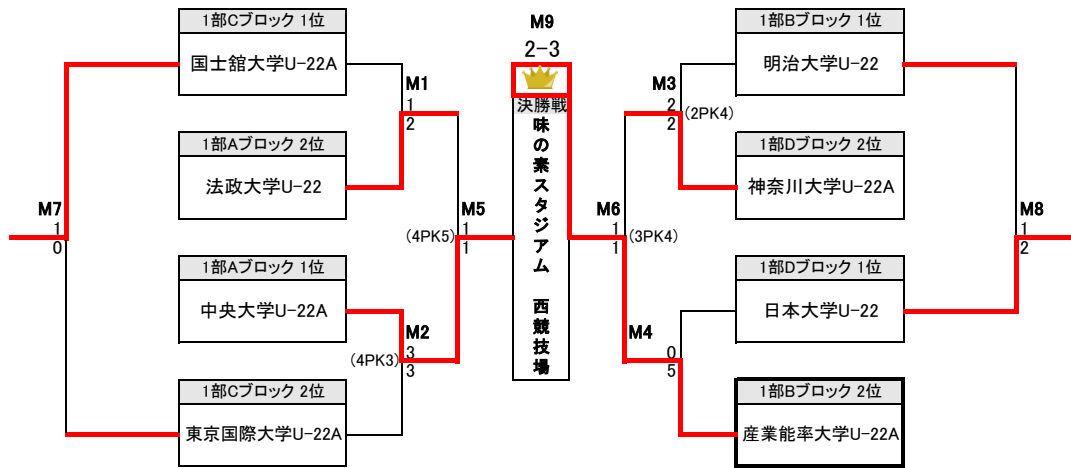 1部Cブロック 1位
国士舘大学U-22A
M1
1
2
1部Aブロック 2位
法政大学U-22
M7
1
0
M5
(4PK5)
1
1
1部Aブロック 1位
中央大学U-22A
M2
(4PK3)
3
3
1部Cブロック 2位
東京国際大学U-22A
M9
2-3
決勝戦
味の素スタジアム 西競技場
1部Bブロック 1位
明治大学U-22
M3
2
2
(2PK4)
1部Dブロック 2位
神奈川大学U-22A
M6
1
1
(3PK4)
M8
1
2
1部Dブロック 1位
日本大学U-22
M4
0
5
1部Bブロック 2位
産業能率大学U-22A